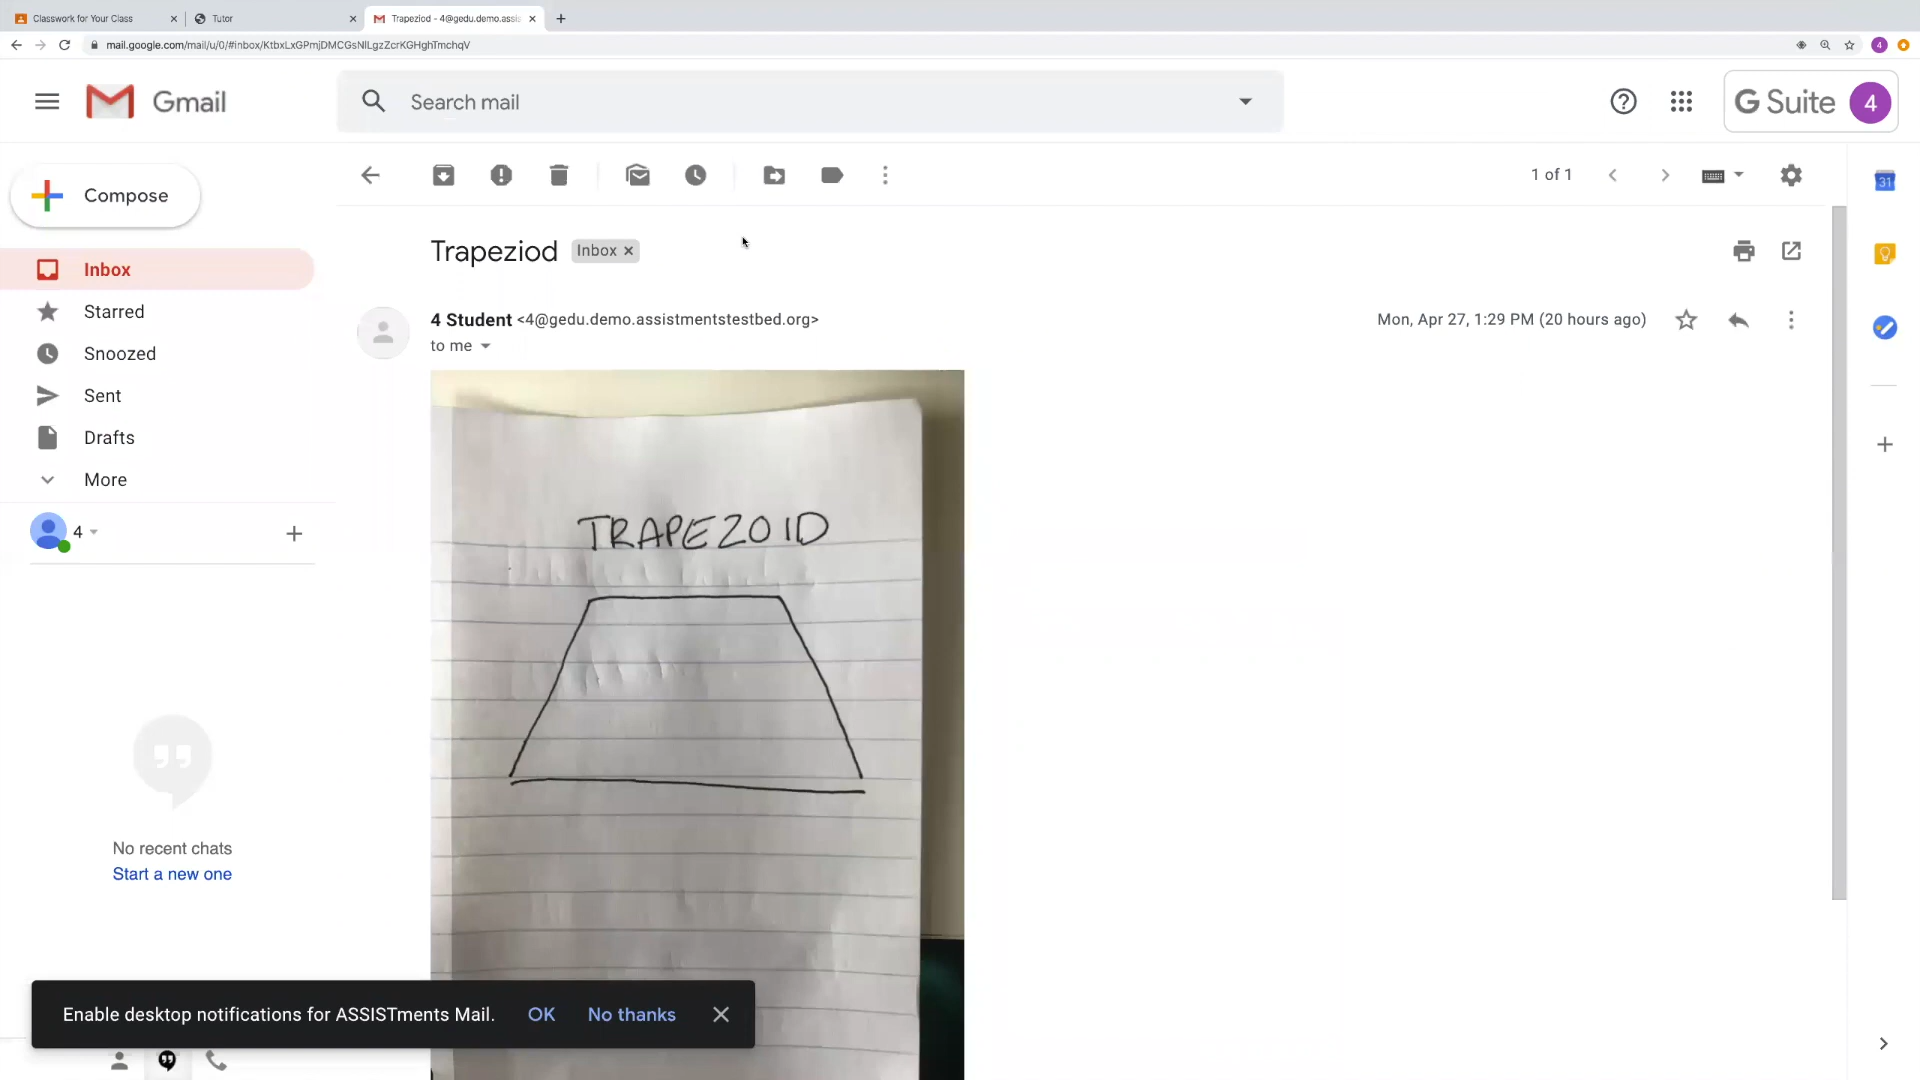 Classwork for Your Class
Tutor
Trapeziod - 4@gedu.demo.assis
mail.google.com/mail/u/0/#inbox/KtbxLxGPmjDMCGsNlLgzZcrKGHghTmchqV
4
Gmail
Search mail
G Suite 4
Compose
1 of 1
31
Trapeziod Inbox
Inbox
Starred
Snoozed
Sent
Drafts
More
4
4 Student <4@gedu.demo.assistmentstestbed.org>
Mon, Apr 27, 1:29 PM (20 hours ago)
to me
TRAPEZOID
No recent chats
Start a new one
Enable desktop notifications for ASSISTments Mail. OK No thanks